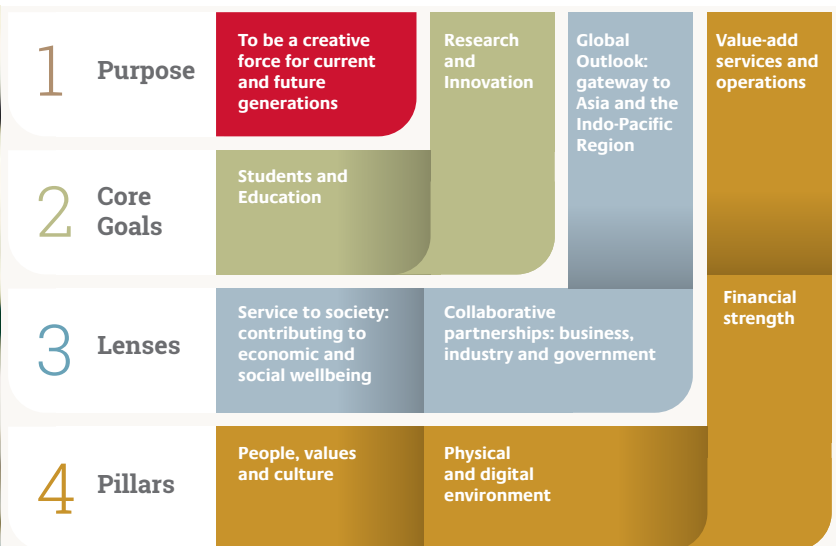 1 Purpose
To be a creative
force for current
and future
generations
Research
and
Innovation
Global
Outlook:
gateway to
Asia and the
Indo-Pacific
Region
Value-add
services and
operations
2 Core
Goals
Students and
Education
3 Lenses
Service to society:
contributing to
economic and
social wellbeing
Collaborative
partnerships: business,
industry and government
Financial
strength
4 Pillars
People, values
and culture
Physical
and digital
environment